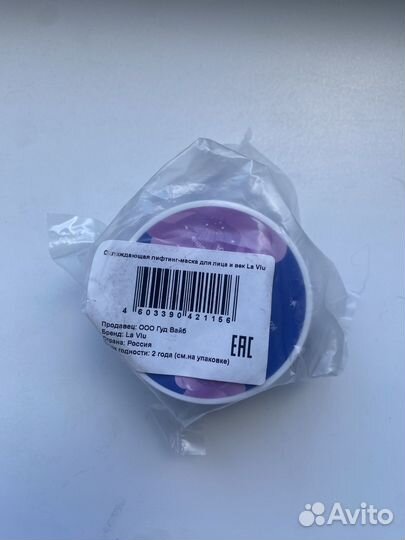 Охлаждающая лифтинг-маска для лица и век La Viu
4 603390 421156
Продавец: ООО Гуд Вайб
Бренд: La Viu
Страна: Россия
годности: 2 года (см.на упаковке)
EAC
Avito